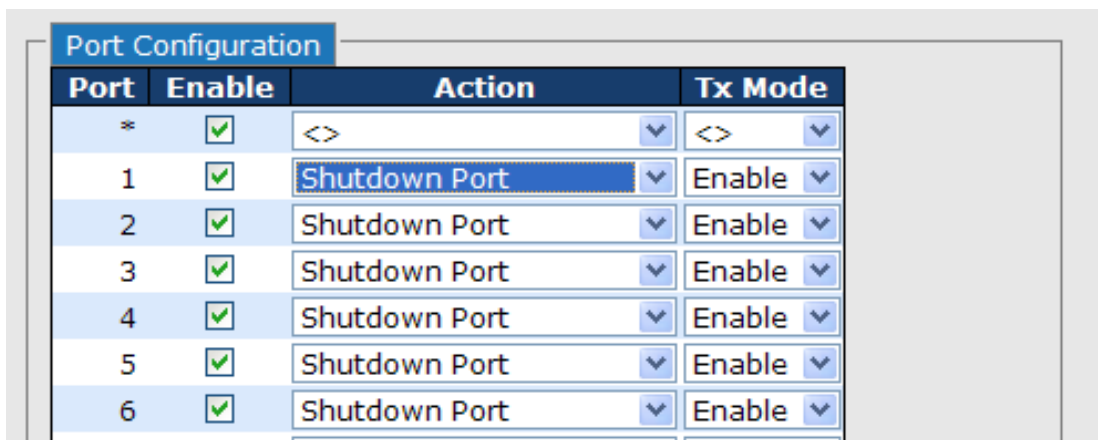 Port Configuration
Port Enable Action Tx Mode
* <> <>
1 Shutdown Port Enable
2 Shutdown Port Enable
3 Shutdown Port Enable
4 Shutdown Port Enable
5 Shutdown Port Enable
6 Shutdown Port Enable